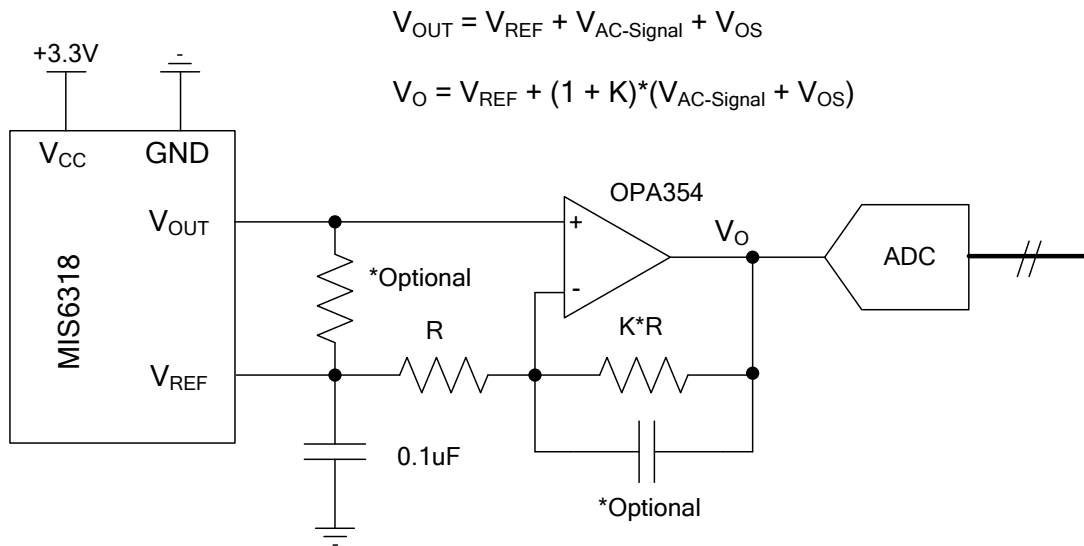 V_OUT = V_REF + V_AC-Signal + V_OS
V_O = V_REF + (1 + K)*(V_AC-Signal + V_OS)
+3.3V
-
V_CC
GND
V_OUT
V_REF
MIS6318
*Optional
R
0.1uF
-
OPA354
+
-
K*R
*Optional
V_O
ADC